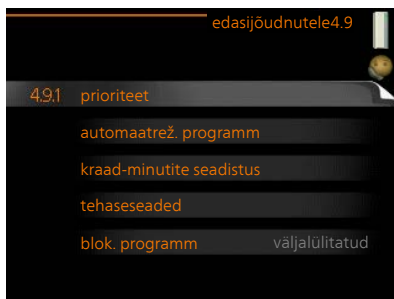 edasijõudnutele4.9
4.9.1 prioriteet
automaatrež. programm
kraad-minutite seadistus
tehaseseaded
blok. programm väljalülitatud